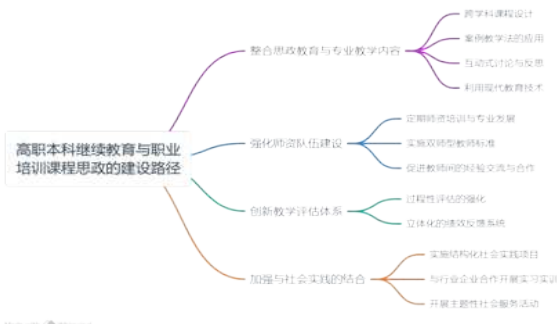 高职本科继续教育与职业
培训课程思政的建设路径
整合思政教育与专业教学内容
跨学科课程设计
案例教学法的应用
互动式讨论与反思
利用现代教育技术
强化师资队伍建设
定期师资培训与专业发展
实施双师型教师标准
促进教师间的经验交流与合作
创新教学评估体系
过程性评估的强化
立体化的绩效反馈系统
加强与社会实践的结合
实施结构化社会实践项目
与行业企业合作开展实习实训
开展主题性社会服务活动